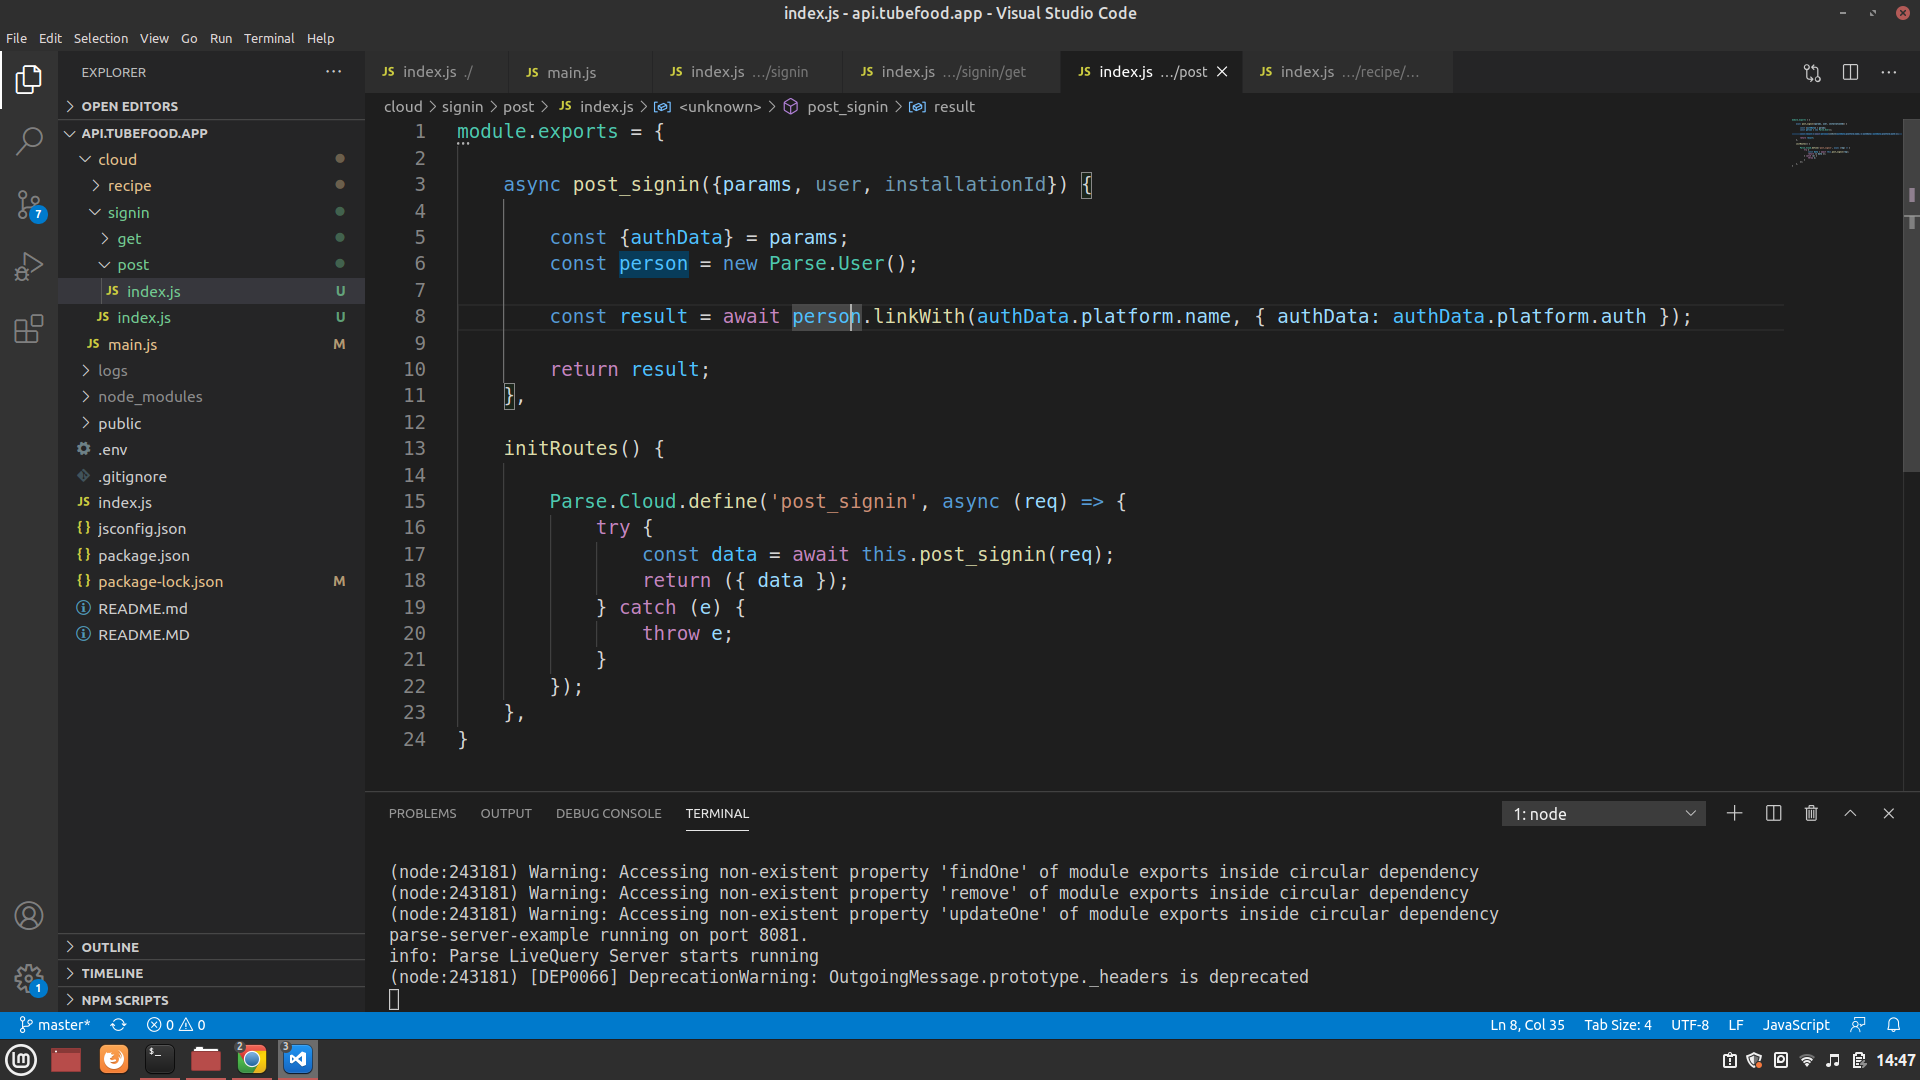 index.js - api.tubefood.app - Visual Studio Code
File Edit Selection View Go Run Terminal Help
EXPLORER ···
OPEN EDITORS
API.TUBEFOOD.APP
cloud
recipe
signin
get
post
JS index.js U
JS index.js U
JS main.js M
logs
node_modules
public
.env
.gitignore
JS index.js
{} jsconfig.json
{} package.json
{} package-lock.json M
README.md
README.MD
OUTLINE
TIMELINE
NPM SCRIPTS
7
1
JS index.js ./ JS main.js JS index.js .../signin JS index.js .../signin/get JS index.js .../post JS index.js .../recipe/...
cloud > signin > post > JS index.js > <unknown> > post_signin > result
1 module.exports = {
2
3 async post_signin({params, user, installationId}) {
4
5 const {authData} = params;
6 const person = new Parse.User();
7
8 const result = await person.linkWith(authData.platform.name, { authData: authData.platform.auth });
9
10 return result;
11 },
12
13 initRoutes() {
14
15 Parse.Cloud.define('post_signin', async (req) => {
16 try {
17 const data = await this.post_signin(req);
18 return ({ data });
19 } catch (e) {
20 throw e;
21 }
22 });
23 },
24 }
PROBLEMS OUTPUT DEBUG CONSOLE TERMINAL 1: node
(node:243181) Warning: Accessing non-existent property 'findOne' of module exports inside circular dependency
(node:243181) Warning: Accessing non-existent property 'remove' of module exports inside circular dependency
(node:243181) Warning: Accessing non-existent property 'updateOne' of module exports inside circular dependency
parse-server-example running on port 8081.
info: Parse LiveQuery Server starts running
(node:243181) [DEP0066] DeprecationWarning: OutgoingMessage.prototype._headers is deprecated
master* 0 0 Ln 8, Col 35 Tab Size: 4 UTF-8 LF JavaScript
2 3 14:47